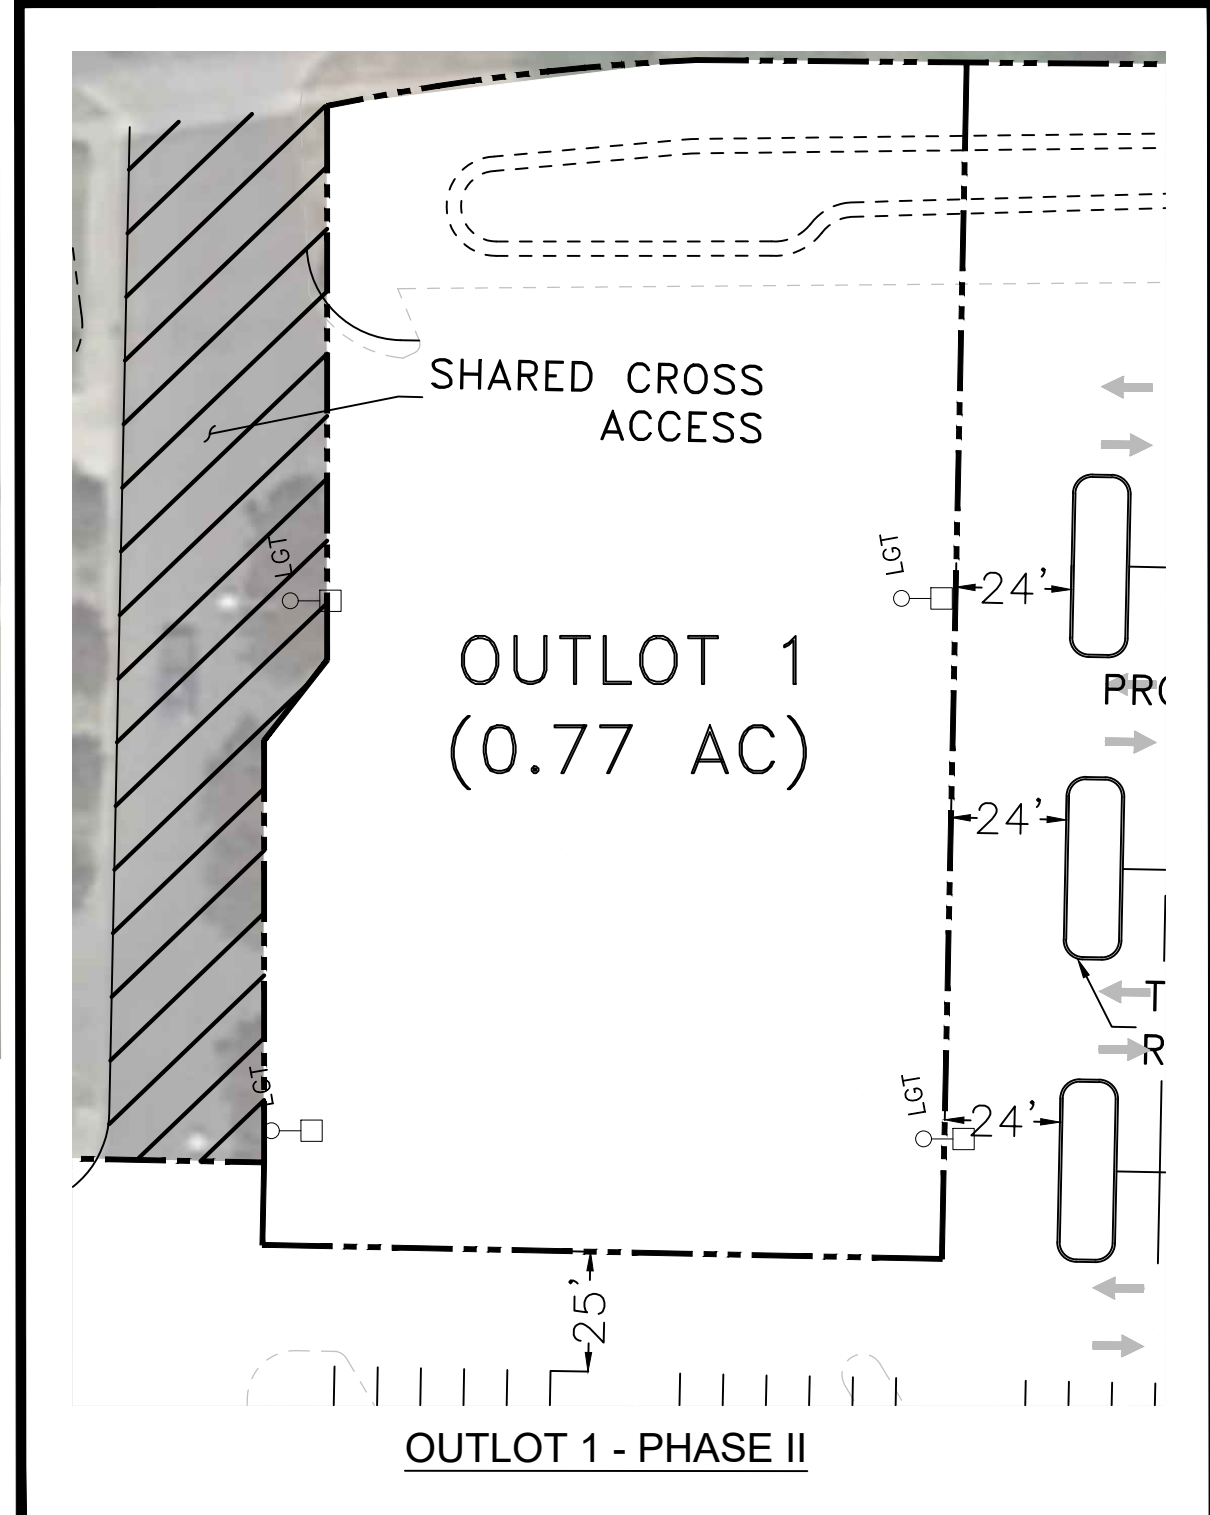 SHARED CROSS
ACCESS
LGT
LGT
24'
OUTLOT 1
(0.77 AC)
PRO
24'
T
R
LGT
LGT
24'
25'
OUTLOT 1 - PHASE II